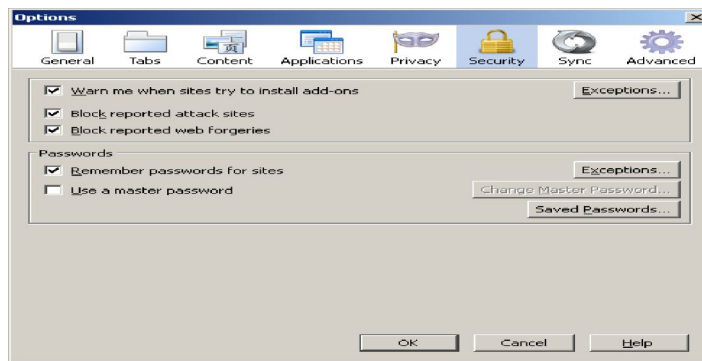 Options
General Tabs Content Applications Privacy Security Sync Advanced
Warn me when sites try to install add-ons Exceptions...
Block reported attack sites
Block reported web forgeries
Passwords
Remember passwords for sites Exceptions...
Use a master password Change Master Password...
Saved Passwords...
OK Cancel Help